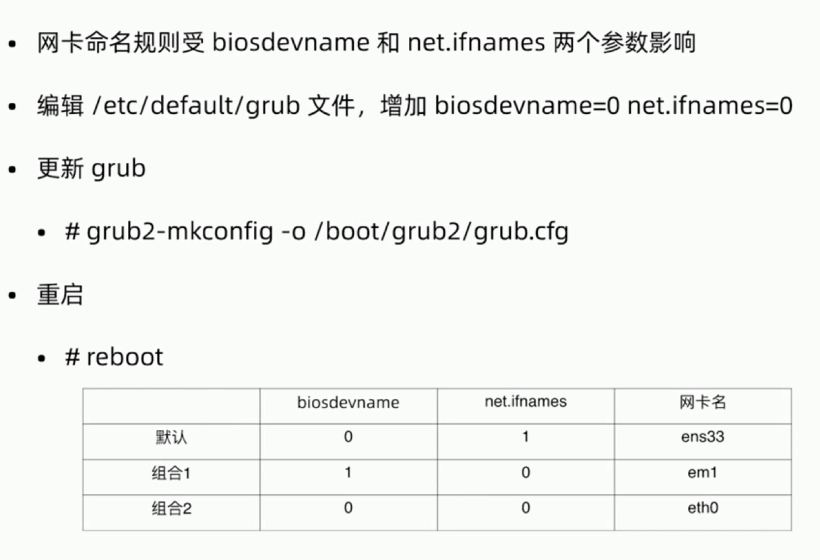 • 网卡命名规则受 biosdevname 和 net.ifnames 两个参数影响
• 编辑 /etc/default/grub 文件，增加 biosdevname=0 net.ifnames=0
• 更新 grub
• # grub2-mkconfig -o /boot/grub2/grub.cfg
• 重启
• # reboot
biosdevname net.ifnames 网卡名
默认 0 1 ens33
组合1 1 0 em1
组合2 0 0 eth0